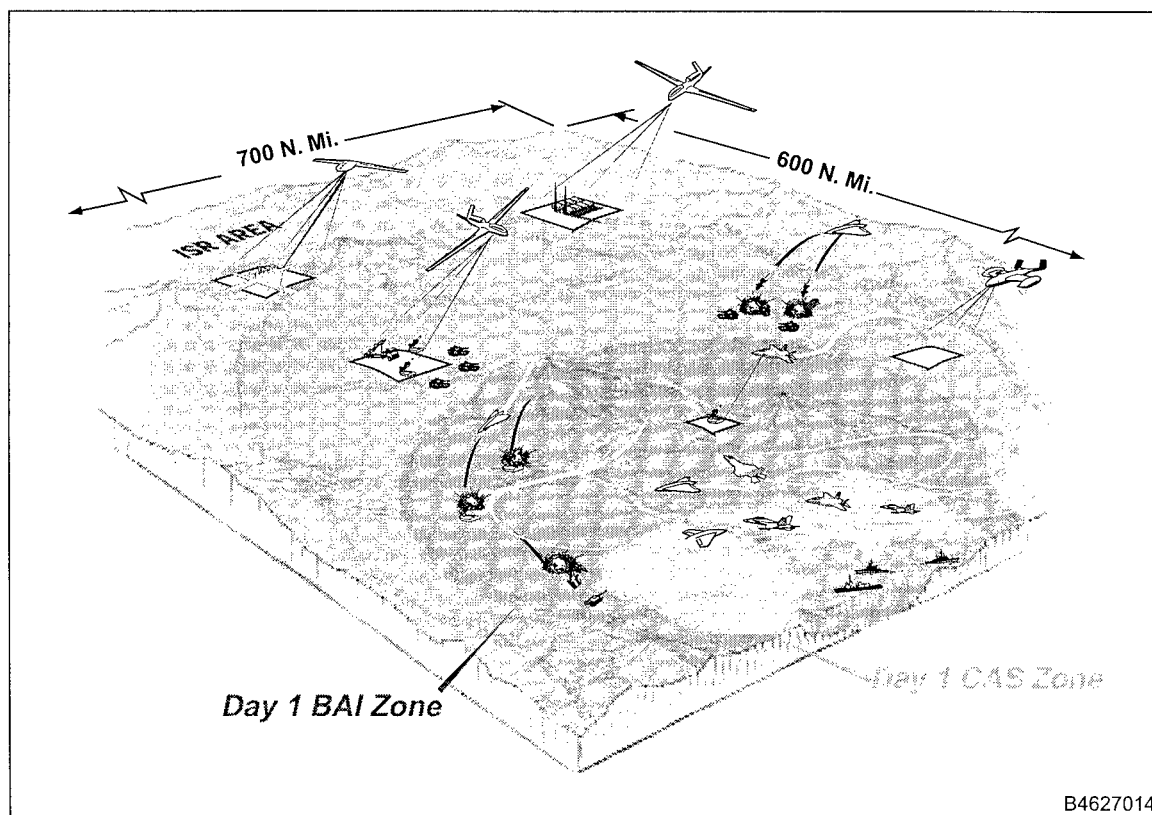 700 N. Mi.
600 N. Mi.
ISR AREA
Day 1 BAI Zone
Day 1 CAS Zone
B4627014